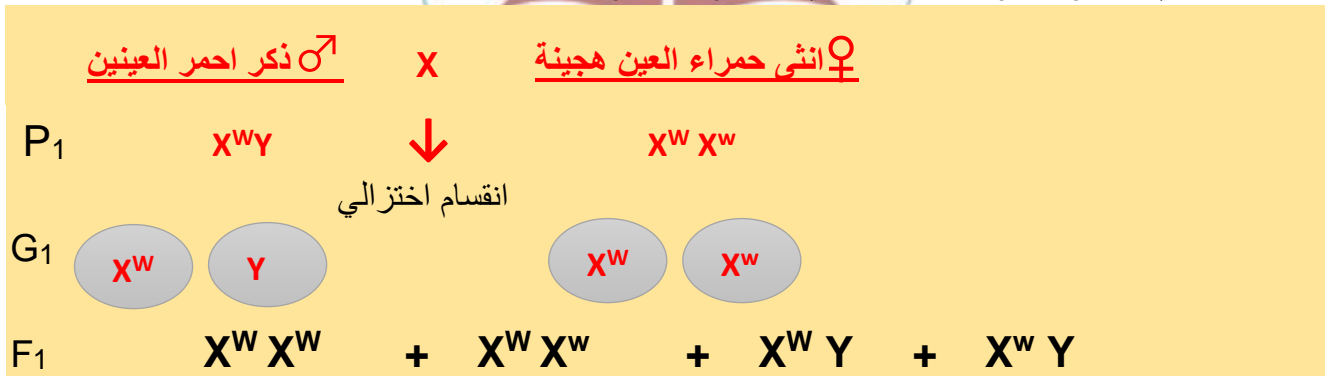 ♀انثى حمراء العين هجينة X ♂ ذكر احمر العينين
P₁ XᵂY ↓ Xᵂ Xʷ
انقسام اختزالي
G₁ Xᵂ Y Xᵂ Xʷ
F₁ Xᵂ Xᵂ + Xᵂ Xʷ + Xᵂ Y + Xʷ Y